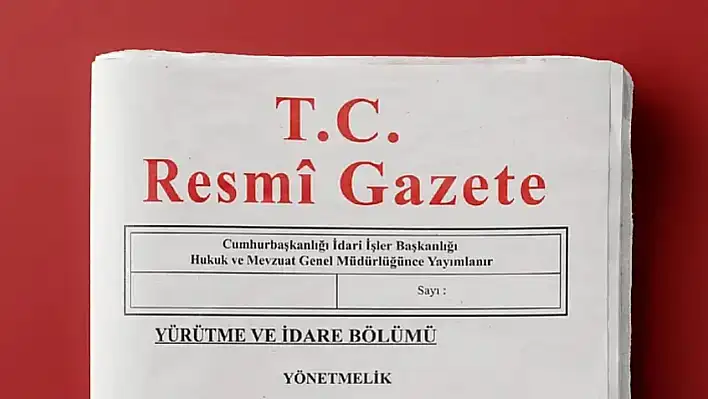 T.C.
Resmî Gazete
Cumhurbaşkanlığı İdari İşler Başkanlığı
Hukuk ve Mevzuat Genel Müdürlüğünce Yayımlanır
Sayı :
YÜRÜTME VE İDARE BÖLÜMÜ
YÖNETMELİK